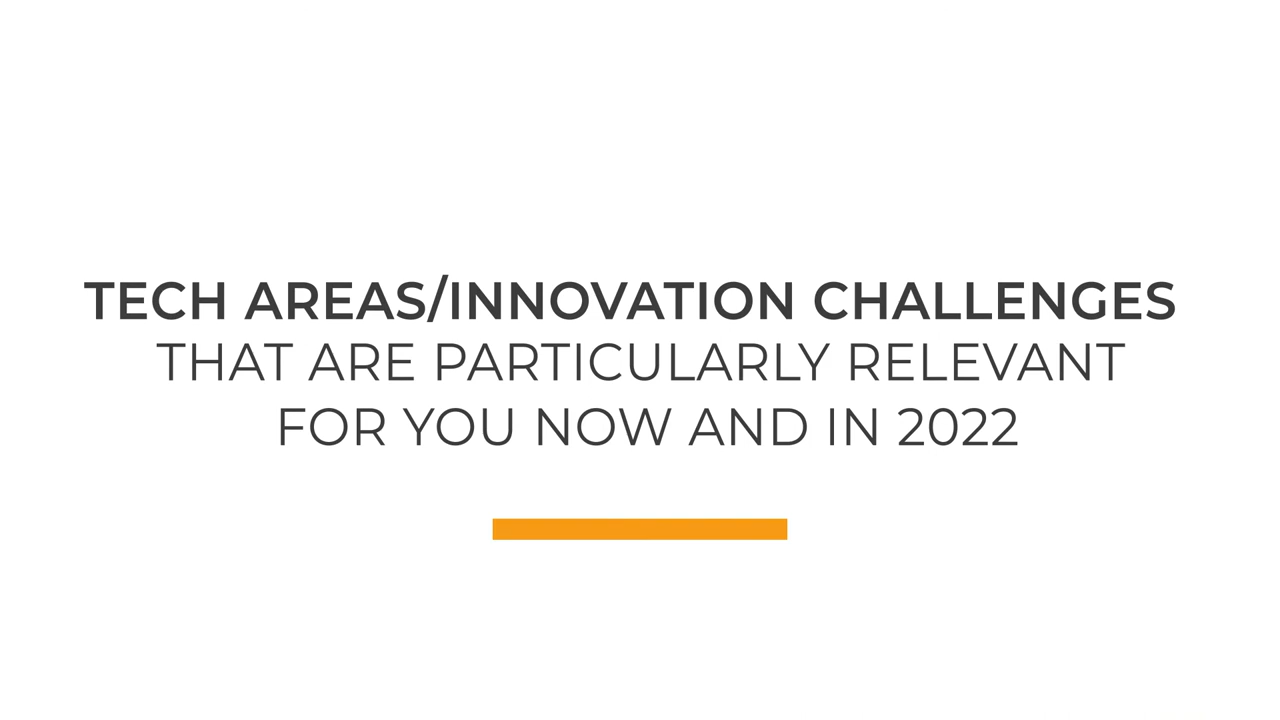 TECH AREAS/INNOVATION CHALLENGES
THAT ARE PARTICULARLY RELEVANT
FOR YOU NOW AND IN 2022